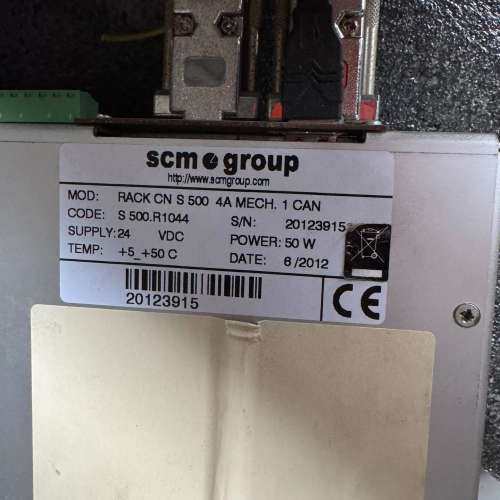 scm group
http://www.scmgroup.com
MOD: RACK CN S 500 4A MECH. 1 CAN
CODE: S 500.R1044 S/N: 20123915
SUPPLY: 24 VDC POWER: 50 W
TEMP: +5_+50 C DATE: 6/2012
20123915
CE